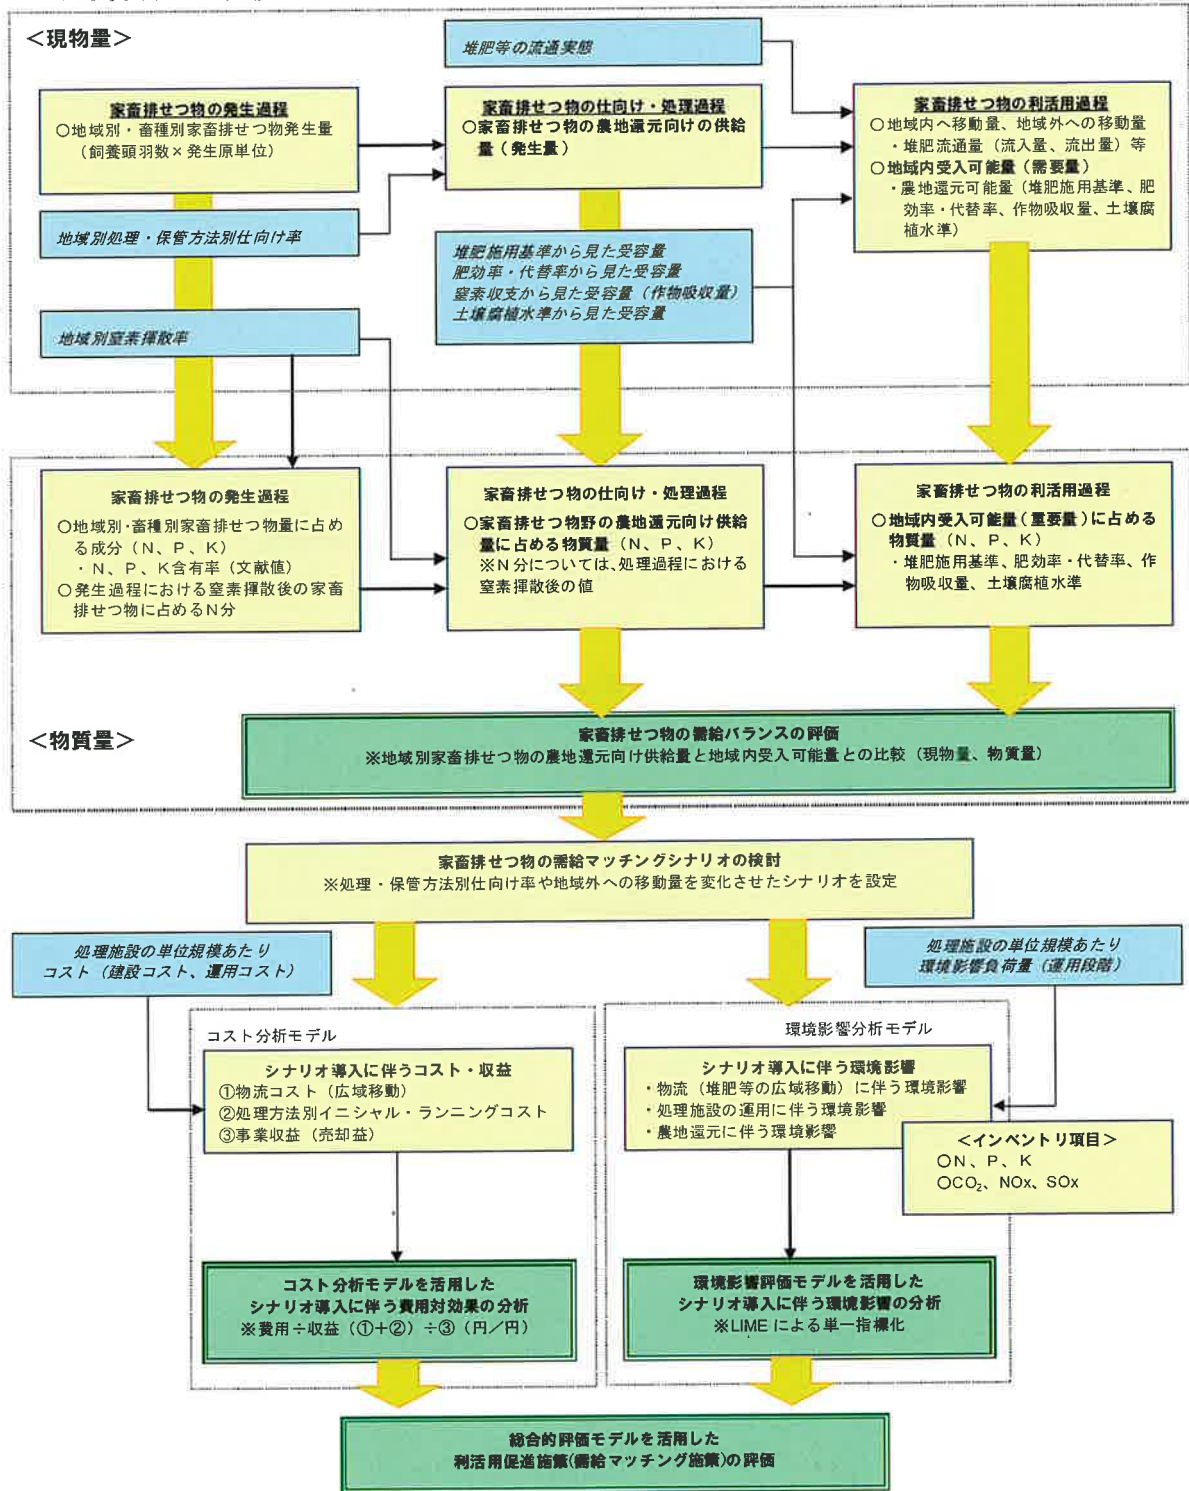 ＜現物量＞
堆肥等の流通実態
家畜排せつ物の発生過程
○地域別・畜種別家畜排せつ物発生量
（飼養頭羽数×発生原単位）
家畜排せつ物の仕向け・処理過程
○家畜排せつ物の農地還元向けの供給
量（発生量）
家畜排せつ物の利活用過程
○地域内へ移動量、地域外への移動量
・堆肥流通量（流入量、流出量）等
○地域内受入可能量（需要量）
・農地還元可能量（堆肥施用基準、肥
効率・代替率、作物吸収量、土壌腐
植水準）
地域別処理・保管方法別仕向け率
堆肥施用基準から見た受容量
肥効率・代替率から見た受容量
窒素収支から見た受容量（作物吸収量）
土壌腐植水準から見た受容量
地域別窒素揮散率
家畜排せつ物の発生過程
○地域別・畜種別家畜排せつ物量に占め
る成分（N、P、K）
・N、P、K含有率（文献値）
○発生過程における窒素揮散後の家畜
排せつ物に占めるN分
家畜排せつ物の仕向け・処理過程
○家畜排せつ物野の農地還元向け供給
量に占める物質量（N、P、K）
※N分については、処理過程における
窒素揮散後の値
家畜排せつ物の利活用過程
○地域内受入可能量（重要量）に占める
物質量（N、P、K）
・堆肥施用基準、肥効率・代替率、作
物吸収量、土壌腐植水準
＜物質量＞
家畜排せつ物の需給バランスの評価
※地域別家畜排せつ物の農地還元向け供給量と地域内受入可能量との比較（現物量、物質量）
家畜排せつ物の需給マッチングシナリオの検討
※処理・保管方法別仕向け率や地域外への移動量を変化させたシナリオを設定
処理施設の単位規模あたり
コスト（建設コスト、運用コスト）
処理施設の単位規模あたり
環境影響負荷量（運用段階）
コスト分析モデル
シナリオ導入に伴うコスト・収益
①物流コスト（広域移動）
②処理方法別イニシャル・ランニングコスト
③事業収益（売却益）
環境影響分析モデル
シナリオ導入に伴う環境影響
・物流（堆肥等の広域移動）に伴う環境影響
・処理施設の運用に伴う環境影響
・農地還元に伴う環境影響
＜インベントリ項目＞
○N、P、K
○CO₂、NOx、SOx
コスト分析モデルを活用した
シナリオ導入に伴う費用対効果の分析
※費用÷収益（①＋②）÷③（円／円）
環境影響評価モデルを活用した
シナリオ導入に伴う環境影響の分析
※LIMEによる単一指標化
総合的評価モデルを活用した
利活用促進施策(需給マッチング施策)の評価